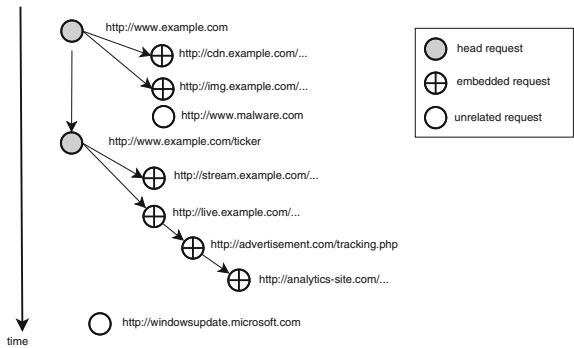 http://www.example.com
http://cdn.example.com/...
http://img.example.com/...
http://www.malware.com
http://www.example.com/ticker
http://stream.example.com/...
http://live.example.com/...
http://advertisement.com/tracking.php
http://analytics-site.com/...
http://windowsupdate.microsoft.com
time
head request
embedded request
unrelated request